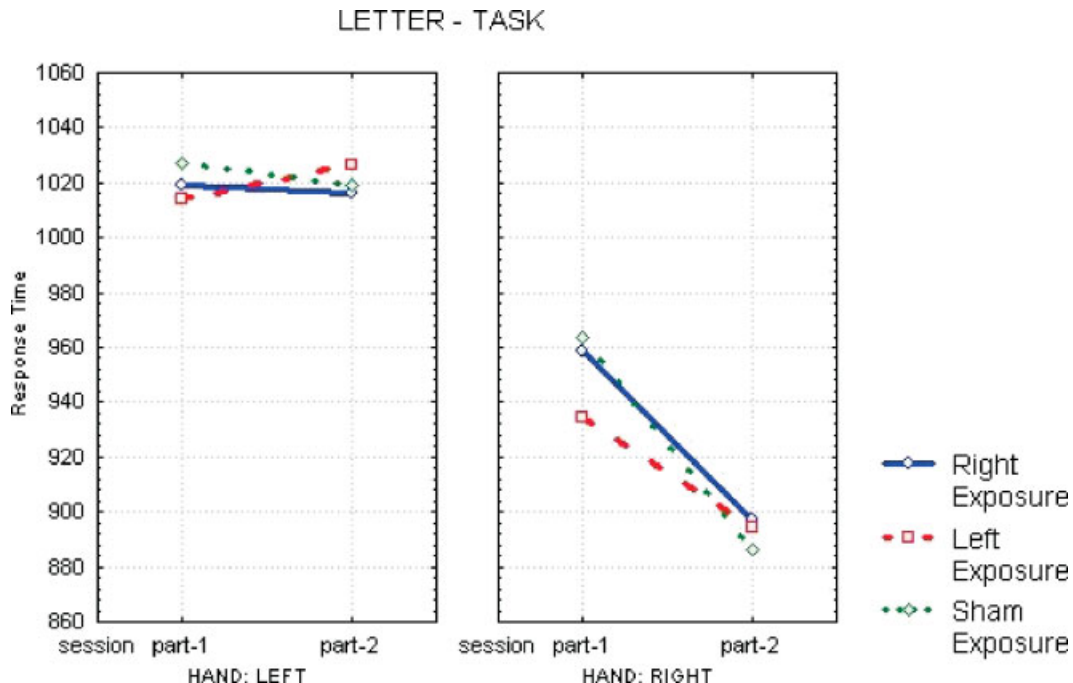 LETTER - TASK
Response Time
1060
1040
1020
1000
980
960
940
920
900
880
860
session part-1 part-2
HAND: LEFT
session part-1 part-2
HAND: RIGHT
Right
Exposure
Left
Exposure
Sham
Exposure